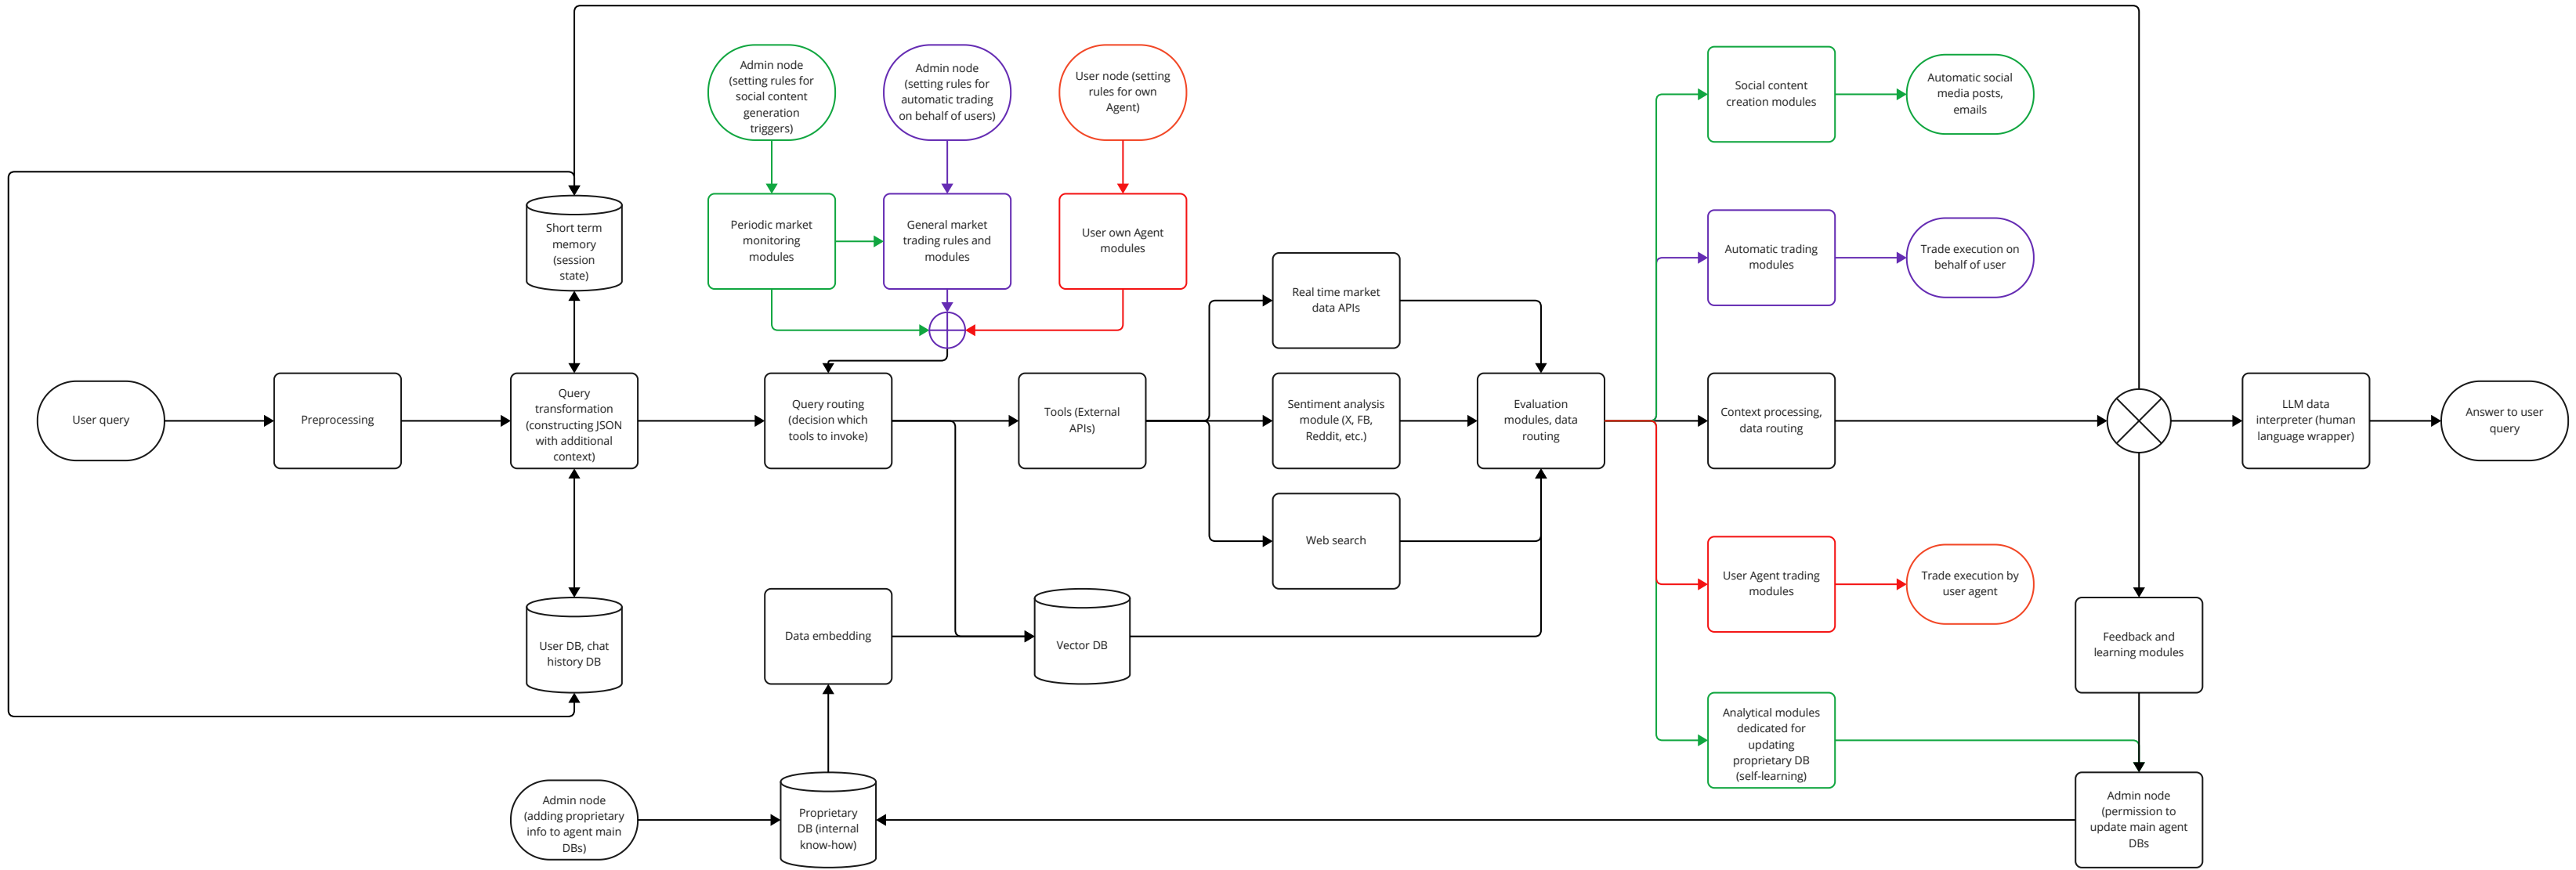 Admin node
(setting rules for
social content
generation
triggers)
Admin node
(setting rules for
automatic trading
on behalf of users)
User node (setting
rules for own
Agent)
Social content
creation modules
Automatic social
media posts,
emails
Short term
memory
(session
state)
Periodic market
monitoring
modules
General market
trading rules and
modules
User own Agent
modules
Automatic trading
modules
Trade execution on
behalf of user
Real time market
data APIs
User query
Preprocessing
Query
transformation
(constructing JSON
with additional
context)
Query routing
(decision which
tools to invoke)
Tools (External
APIs)
Sentiment analysis
module (X, FB,
Reddit, etc.)
Evaluation
modules, data
routing
Context processing,
data routing
LLM data
interpreter (human
language wrapper)
Answer to user
query
Web search
User Agent trading
modules
Trade execution by
user agent
User DB, chat
history DB
Data embedding
Vector DB
Feedback and
learning modules
Analytical modules
dedicated for
updating
proprietary DB
(self-learning)
Admin node
(adding proprietary
info to agent main
DBs)
Proprietary
DB (internal
know-how)
Admin node
(permission to
update main agent
DBs